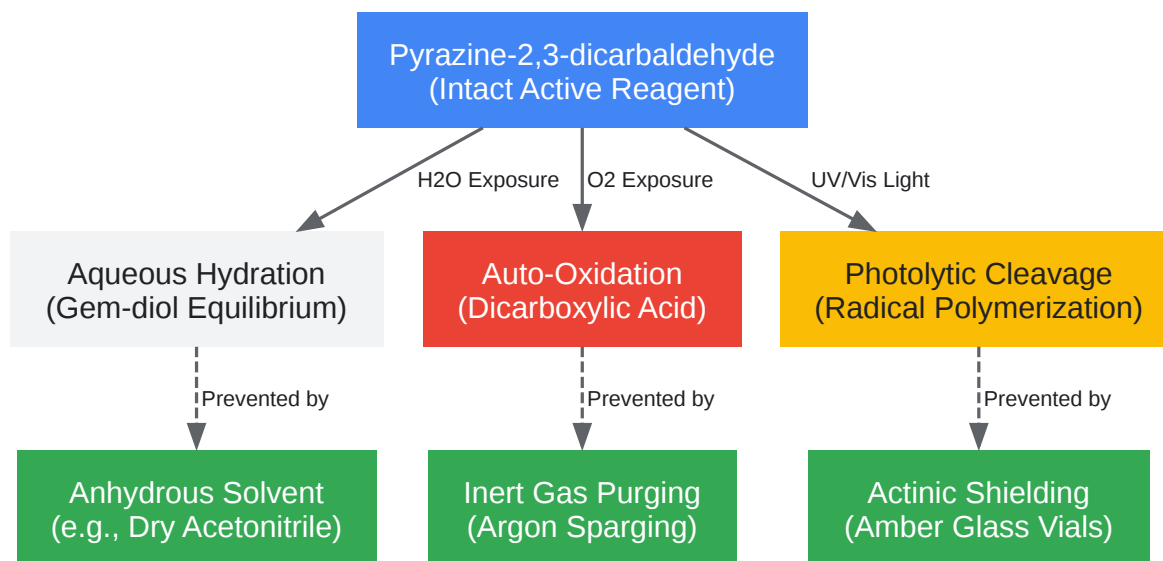 Pyrazine-2,3-dicarbaldehyde
(Intact Active Reagent)
H2O Exposure
O2 Exposure
UV/Vis Light
Aqueous Hydration
(Gem-diol Equilibrium)
Auto-Oxidation
(Dicarboxylic Acid)
Photolytic Cleavage
(Radical Polymerization)
Prevented by
Prevented by
Prevented by
Anhydrous Solvent
(e.g., Dry Acetonitrile)
Inert Gas Purging
(Argon Sparging)
Actinic Shielding
(Amber Glass Vials)